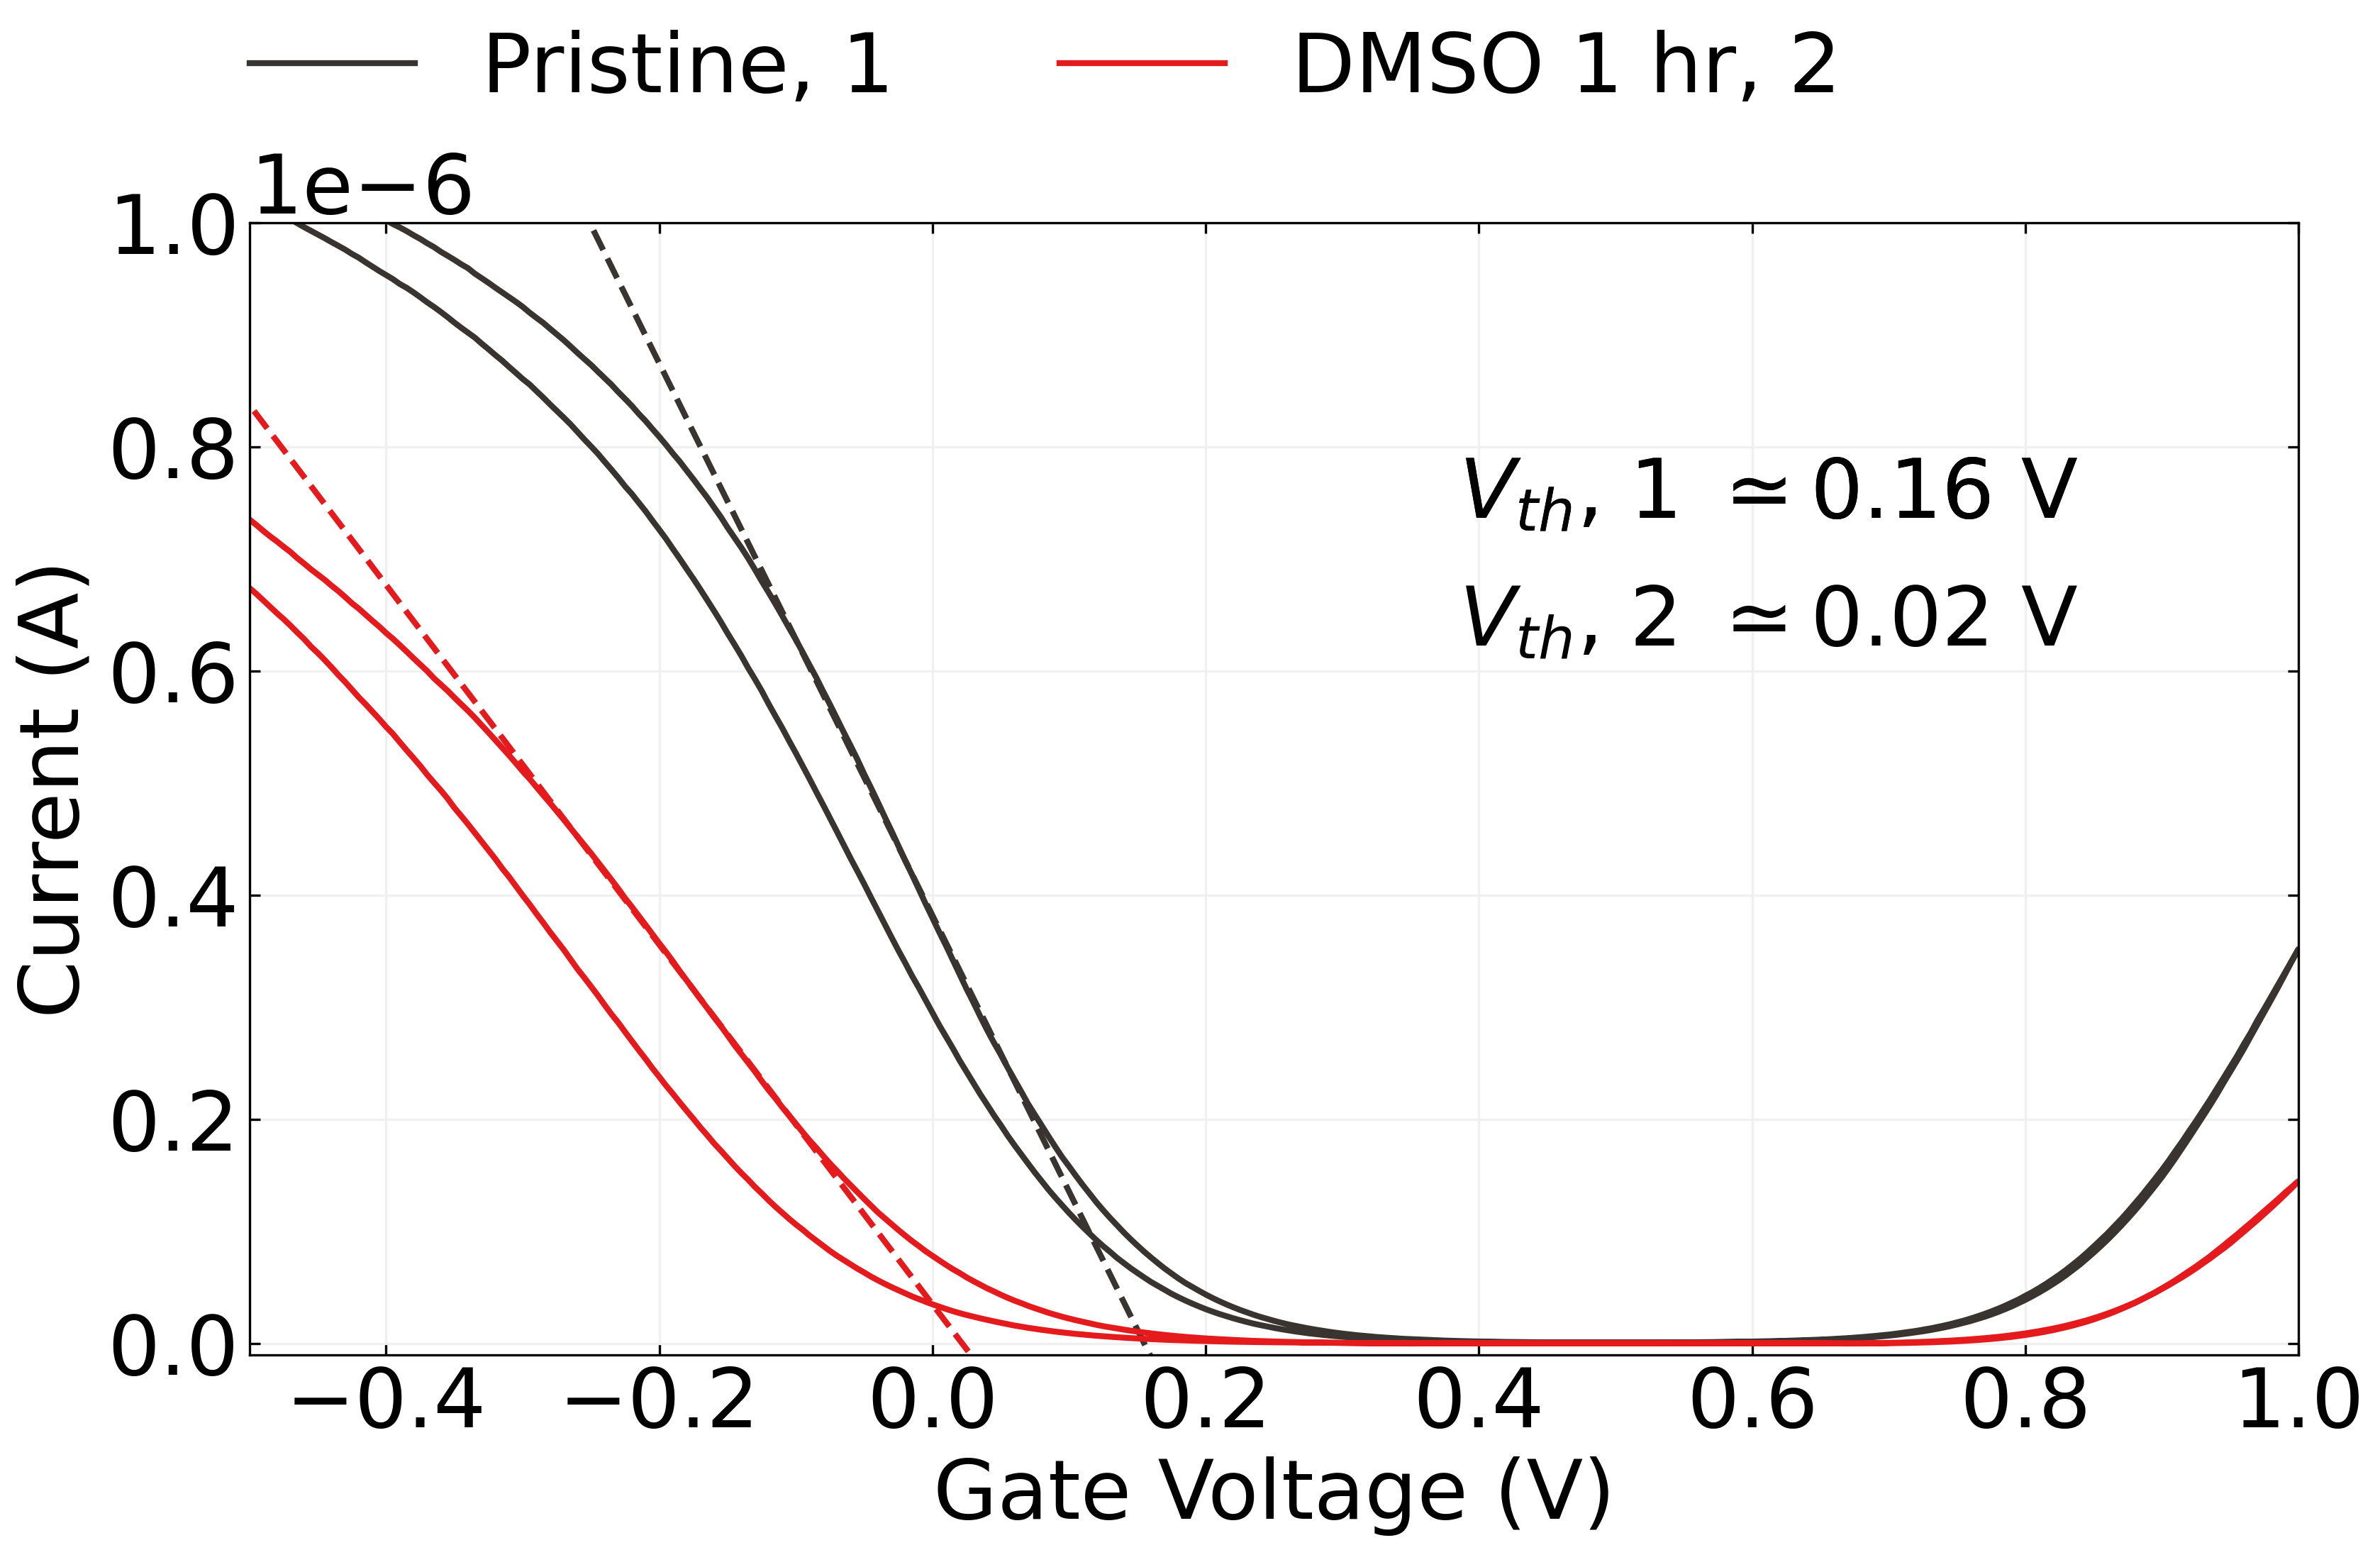 Pristine, 1
DMSO 1 hr, 2
1e−6
1.0
0.8
0.6
0.4
0.2
0.0
Current (A)
V_th, 1 ≃0.16 V
V_th, 2 ≃0.02 V
−0.4 −0.2 0.0 0.2 0.4 0.6 0.8 1.0
Gate Voltage (V)